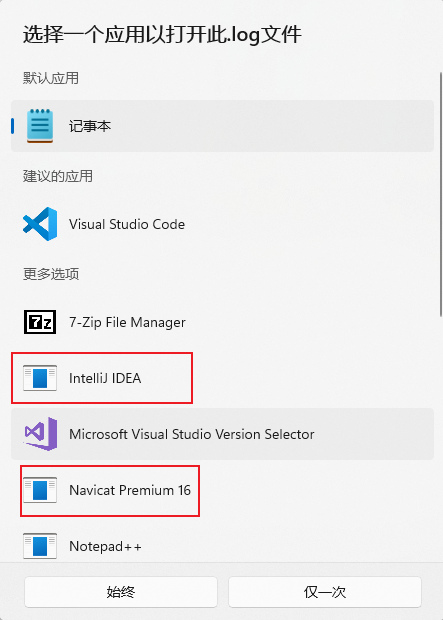 选择一个应用以打开此.log文件
默认应用
记事本
建议的应用
Visual Studio Code
更多选项
7z
7-Zip File Manager
IntelliJ IDEA
Microsoft Visual Studio Version Selector
Navicat Premium 16
Notepad++
始终
仅一次